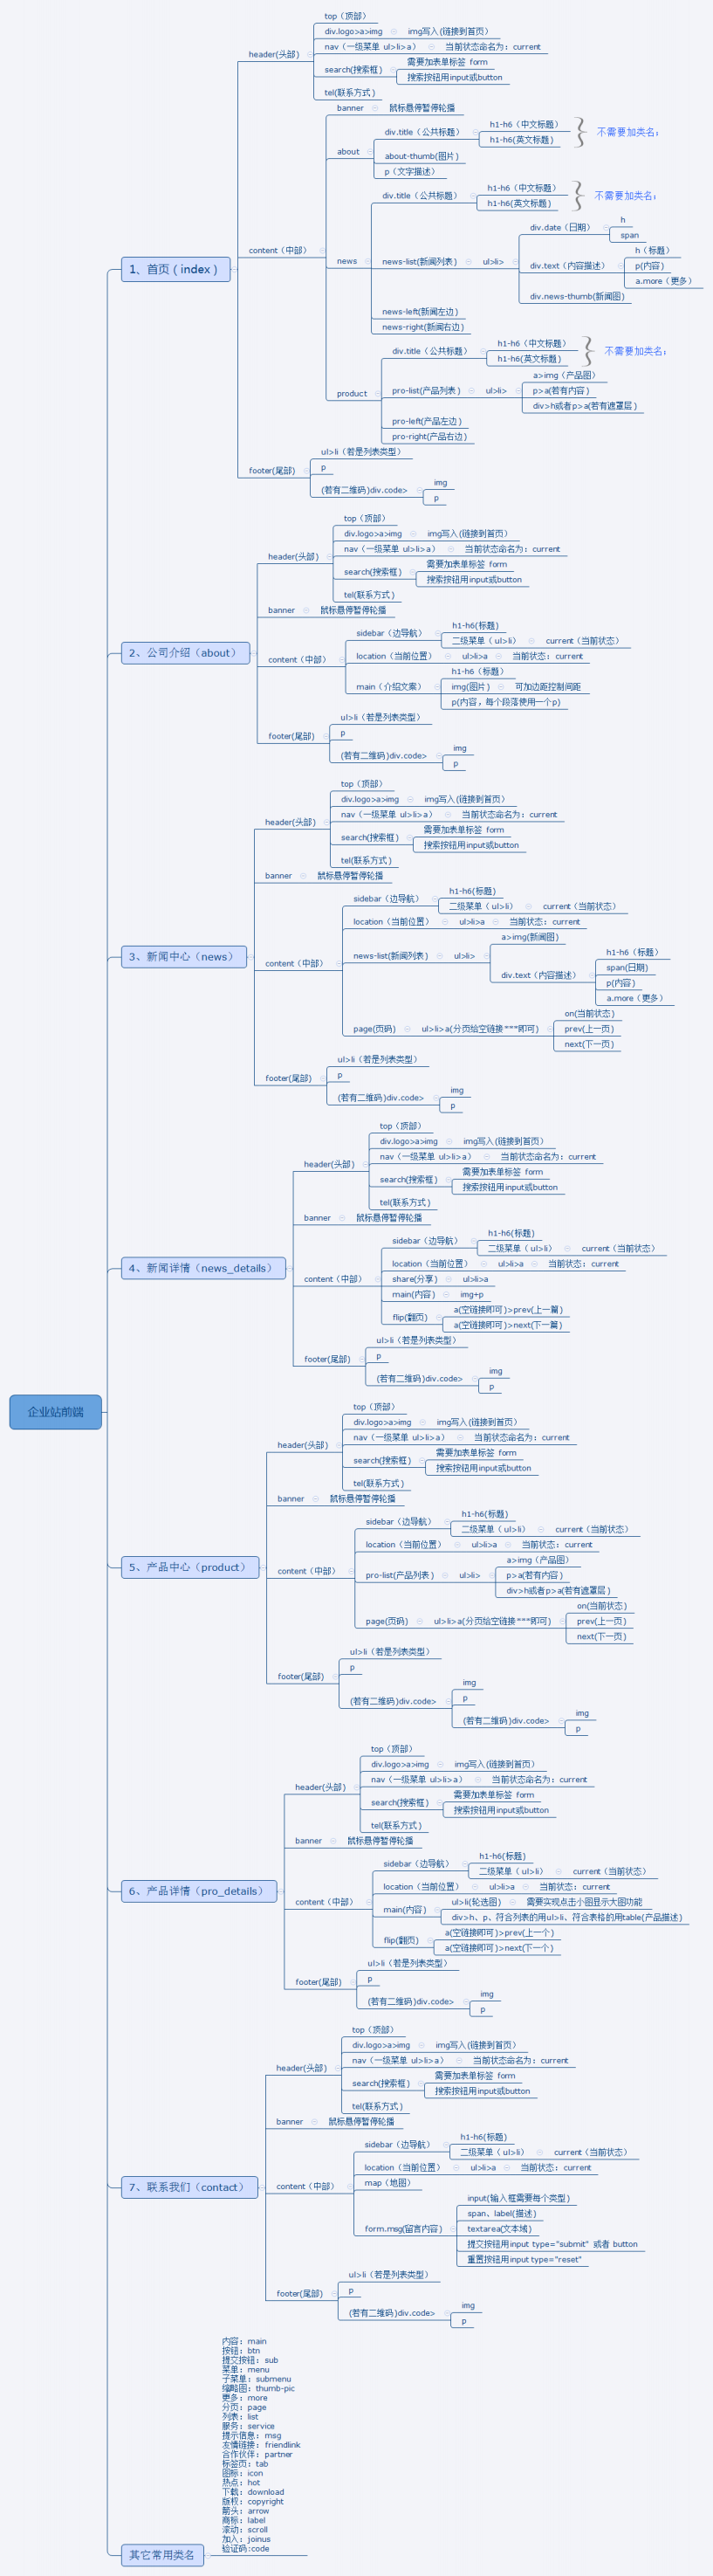 企业站前端
1、首页（index）
header(头部)
top（顶部）
div.logo>a>img
img写入(链接到首页）
nav（一级菜单 ul>li>a）
当前状态命名为：current
search(搜索框)
需要加表单标签 form
搜索按钮用input或button
tel(联系方式)
content（中部）
banner
鼠标悬停暂停轮播
about
div.title（公共标题）
h1-h6（中文标题）
h1-h6(英文标题）
不需要加类名；
about-thumb(图片)
p（文字描述）
news
div.title（公共标题）
h1-h6（中文标题）
h1-h6(英文标题）
不需要加类名；
news-list(新闻列表)
ul>li>
div.date（日期）
h
span
div.text（内容描述）
h（标题）
p(内容)
a.more（更多）
div.news-thumb(新闻图)
news-left(新闻左边)
news-right(新闻右边)
product
div.title（公共标题）
h1-h6（中文标题）
h1-h6(英文标题）
不需要加类名；
pro-list(产品列表)
ul>li>
a>img（产品图）
p>a(若有内容)
div>h或者p>a(若有遮罩层)
pro-left(产品左边)
pro-right(产品右边)
footer(尾部)
ul>li（若是列表类型）
p
(若有二维码)div.code>
img
p
2、公司介绍（about）
header(头部)
top（顶部）
div.logo>a>img
img写入(链接到首页）
nav（一级菜单 ul>li>a）
当前状态命名为：current
search(搜索框)
需要加表单标签 form
搜索按钮用input或button
tel(联系方式)
banner
鼠标悬停暂停轮播
content（中部）
sidebar（边导航）
h1-h6(标题)
二级菜单（ ul>li）
current（当前状态）
location（当前位置）
ul>li>a
当前状态：current
main（介绍文案）
h1-h6（标题）
img(图片)
可加边距控制间距
p(内容，每个段落使用一个p)
footer(尾部)
ul>li（若是列表类型）
p
(若有二维码)div.code>
img
p
3、新闻中心（news）
header(头部)
top（顶部）
div.logo>a>img
img写入(链接到首页）
nav（一级菜单 ul>li>a）
当前状态命名为：current
search(搜索框)
需要加表单标签 form
搜索按钮用input或button
tel(联系方式)
banner
鼠标悬停暂停轮播
content（中部）
sidebar（边导航）
h1-h6(标题)
二级菜单（ ul>li）
current（当前状态）
location（当前位置）
ul>li>a
当前状态：current
news-list(新闻列表)
ul>li>
a>img(新闻图)
div.text（内容描述）
h1-h6（标题）
span(日期)
p(内容)
a.more（更多）
page(页码)
ul>li>a(分页给空链接"""即可)
on(当前状态)
prev(上一页)
next(下一页)
footer(尾部)
ul>li（若是列表类型）
p
(若有二维码)div.code>
img
p
4、新闻详情（news_details）
header(头部)
top（顶部）
div.logo>a>img
img写入(链接到首页）
nav（一级菜单 ul>li>a）
当前状态命名为：current
search(搜索框)
需要加表单标签 form
搜索按钮用input或button
tel(联系方式)
banner
鼠标悬停暂停轮播
content（中部）
sidebar（边导航）
h1-h6(标题)
二级菜单（ ul>li）
current（当前状态）
location（当前位置）
ul>li>a
当前状态：current
share(分享)
ul>li>a
main(内容)
img+p
flip(翻页)
a(空链接即可)>prev(上一篇)
a(空链接即可)>next(下一篇)
footer(尾部)
ul>li（若是列表类型）
p
(若有二维码)div.code>
img
p
5、产品中心（product）
header(头部)
top（顶部）
div.logo>a>img
img写入(链接到首页）
nav（一级菜单 ul>li>a）
当前状态命名为：current
search(搜索框)
需要加表单标签 form
搜索按钮用input或button
tel(联系方式)
banner
鼠标悬停暂停轮播
content（中部）
sidebar（边导航）
h1-h6(标题)
二级菜单（ ul>li）
current（当前状态）
location（当前位置）
ul>li>a
当前状态：current
pro-list(产品列表)
ul>li>
a>img（产品图）
p>a(若有内容)
div>h或者p>a(若有遮罩层)
page(页码)
ul>li>a(分页给空链接"""即可)
on(当前状态)
prev(上一页)
next(下一页)
footer(尾部)
ul>li（若是列表类型）
p
(若有二维码)div.code>
img
p
(若有二维码)div.code>
img
p
6、产品详情（pro_details）
header(头部)
top（顶部）
div.logo>a>img
img写入(链接到首页）
nav（一级菜单 ul>li>a）
当前状态命名为：current
search(搜索框)
需要加表单标签 form
搜索按钮用input或button
tel(联系方式)
banner
鼠标悬停暂停轮播
content（中部）
sidebar（边导航）
h1-h6(标题)
二级菜单（ ul>li）
current（当前状态）
location（当前位置）
ul>li>a
当前状态：current
main(内容)
ul>li(轮选图)
需要实现点击小图显示大图功能
div>h、p、符合列表的用ul>li、符合表格的用table(产品描述)
flip(翻页)
a(空链接即可)>prev(上一个)
a(空链接即可)>next(下一个)
footer(尾部)
ul>li（若是列表类型）
p
(若有二维码)div.code>
img
p
7、联系我们（contact）
header(头部)
top（顶部）
div.logo>a>img
img写入(链接到首页）
nav（一级菜单 ul>li>a）
当前状态命名为：current
search(搜索框)
需要加表单标签 form
搜索按钮用input或button
tel(联系方式)
banner
鼠标悬停暂停轮播
content（中部）
sidebar（边导航）
h1-h6(标题)
二级菜单（ ul>li）
current（当前状态）
location（当前位置）
ul>li>a
当前状态：current
map（地图）
form.msg(留言内容)
input(输入框需要每个类型)
span、label(描述)
textarea(文本域)
提交按钮用input type="submit" 或者 button
重置按钮用input type="reset"
footer(尾部)
ul>li（若是列表类型）
p
(若有二维码)div.code>
img
p
其它常用类名
内容：main
按钮：btn
提交按钮：sub
菜单：menu
子菜单：submenu
缩略图：thumb-pic
更多：more
分页：page
列表：list
服务：service
提示信息：msg
友情链接：friendlink
合作伙伴：partner
标签页：tab
图标：icon
热点：hot
下载：download
版权：copyright
箭头：arrow
商标：label
滚动：scroll
加入：joinus
验证码:code